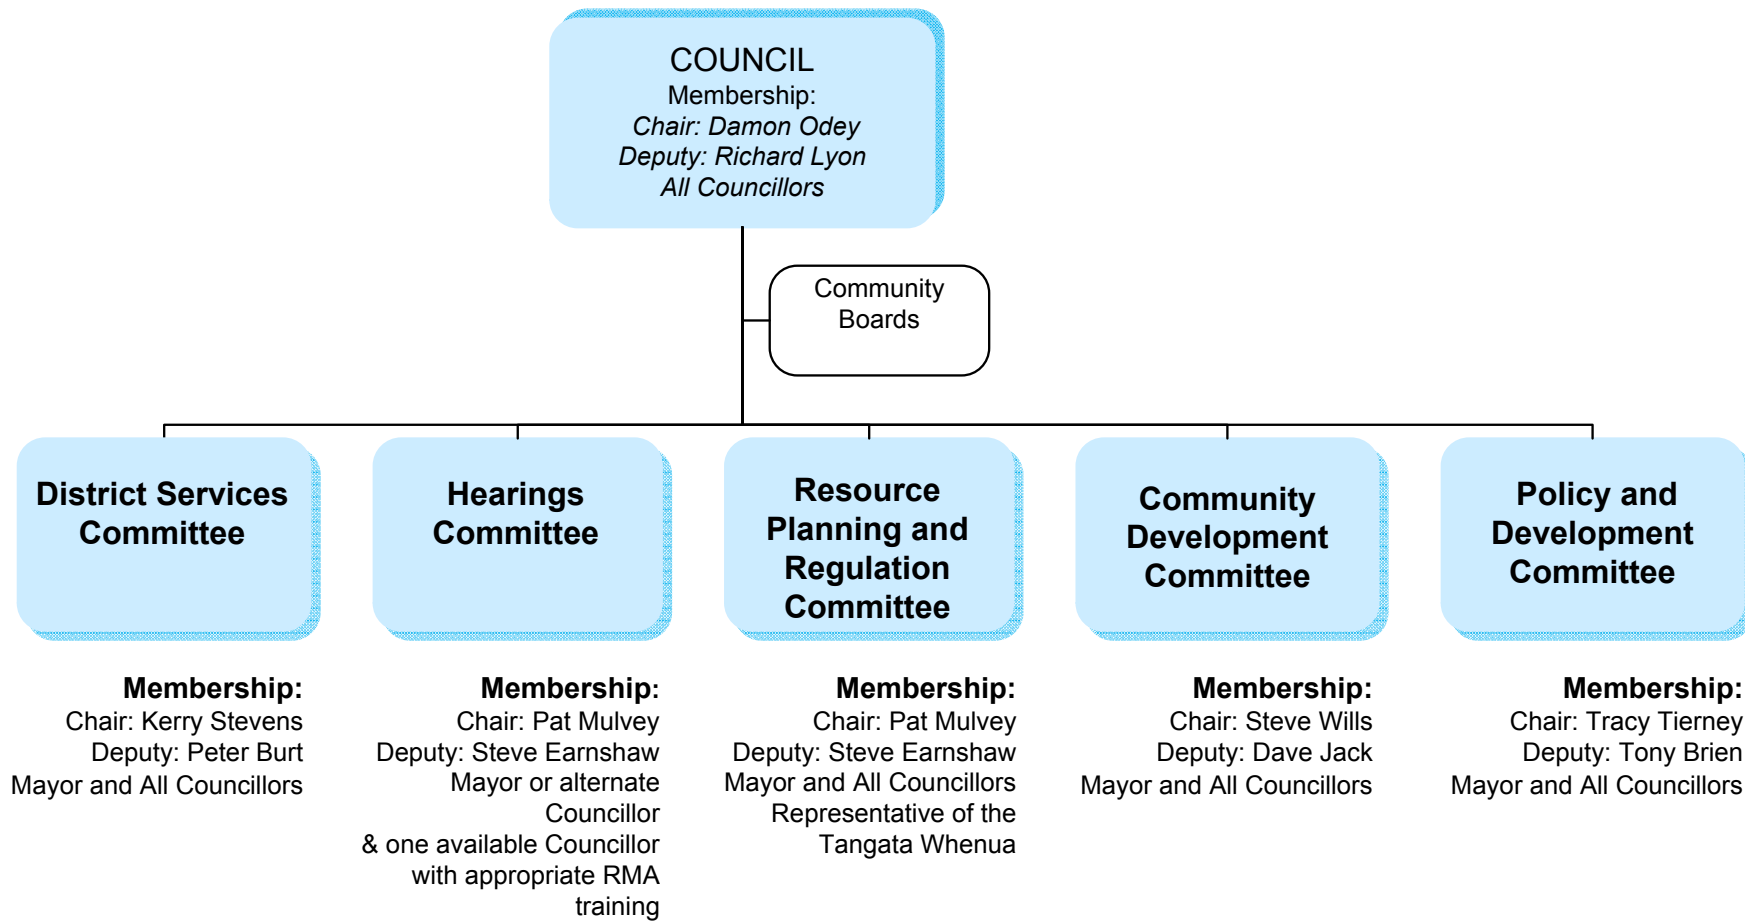 COUNCIL
Membership:
Chair: Damon Odey
Deputy: Richard Lyon
All Councillors
Community
Boards
District Services
Committee
Hearings
Committee
Resource
Planning and
Regulation
Committee
Community
Development
Committee
Policy and
Development
Committee
Membership:
Chair: Kerry Stevens
Deputy: Peter Burt
Mayor and All Councillors
Membership:
Chair: Pat Mulvey
Deputy: Steve Earnshaw
Mayor or alternate
Councillor
& one available Councillor
with appropriate RMA
training
Membership:
Chair: Pat Mulvey
Deputy: Steve Earnshaw
Mayor and All Councillors
Representative of the
Tangata Whenua
Membership:
Chair: Steve Wills
Deputy: Dave Jack
Mayor and All Councillors
Membership:
Chair: Tracy Tierney
Deputy: Tony Brien
Mayor and All Councillors